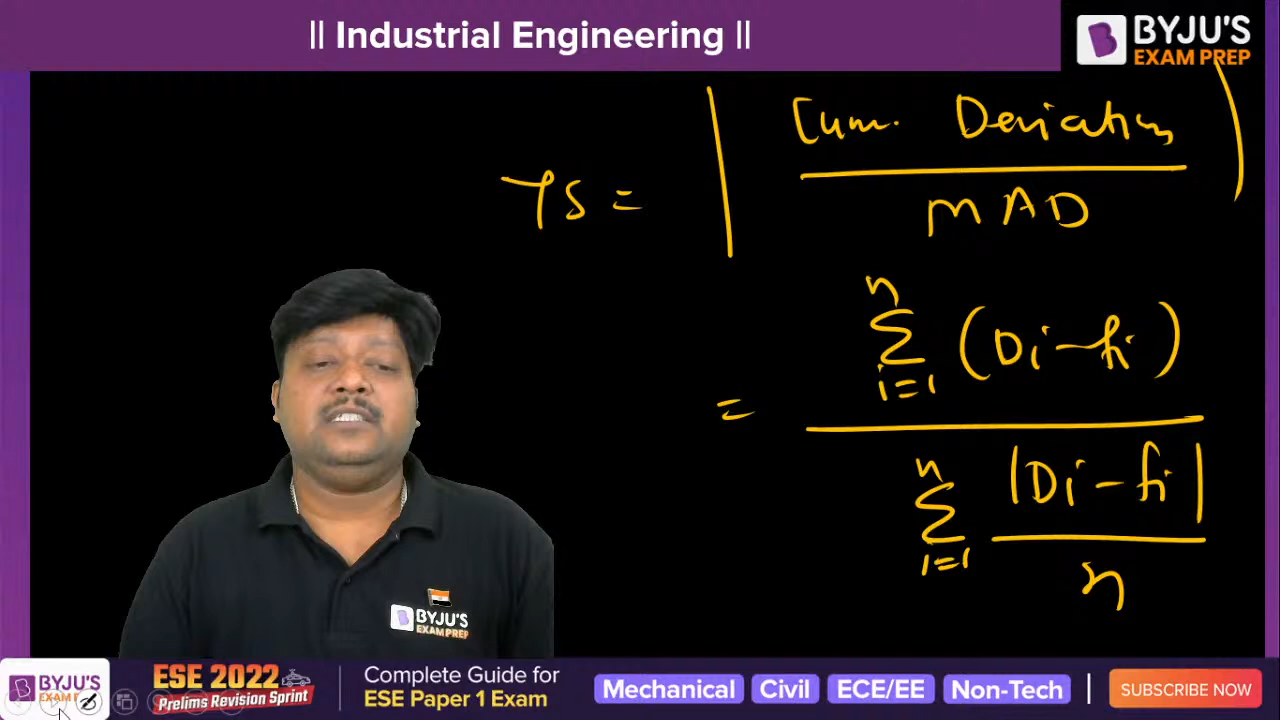 || Industrial Engineering ||
BYJU'S
EXAM PREP
TS = | Cum. Deviation / MAD |
= Σ_{i=1}^{n} (Di - fi) / Σ_{i=1}^{n} |Di - fi| / n
BYJU'S
EXAM PREP
BYJU'S
EXAM PREP
ESE 2022
Prelims Revision Sprint
Complete Guide for
ESE Paper 1 Exam
Mechanical
Civil
ECE/EE
Non-Tech
SUBSCRIBE NOW